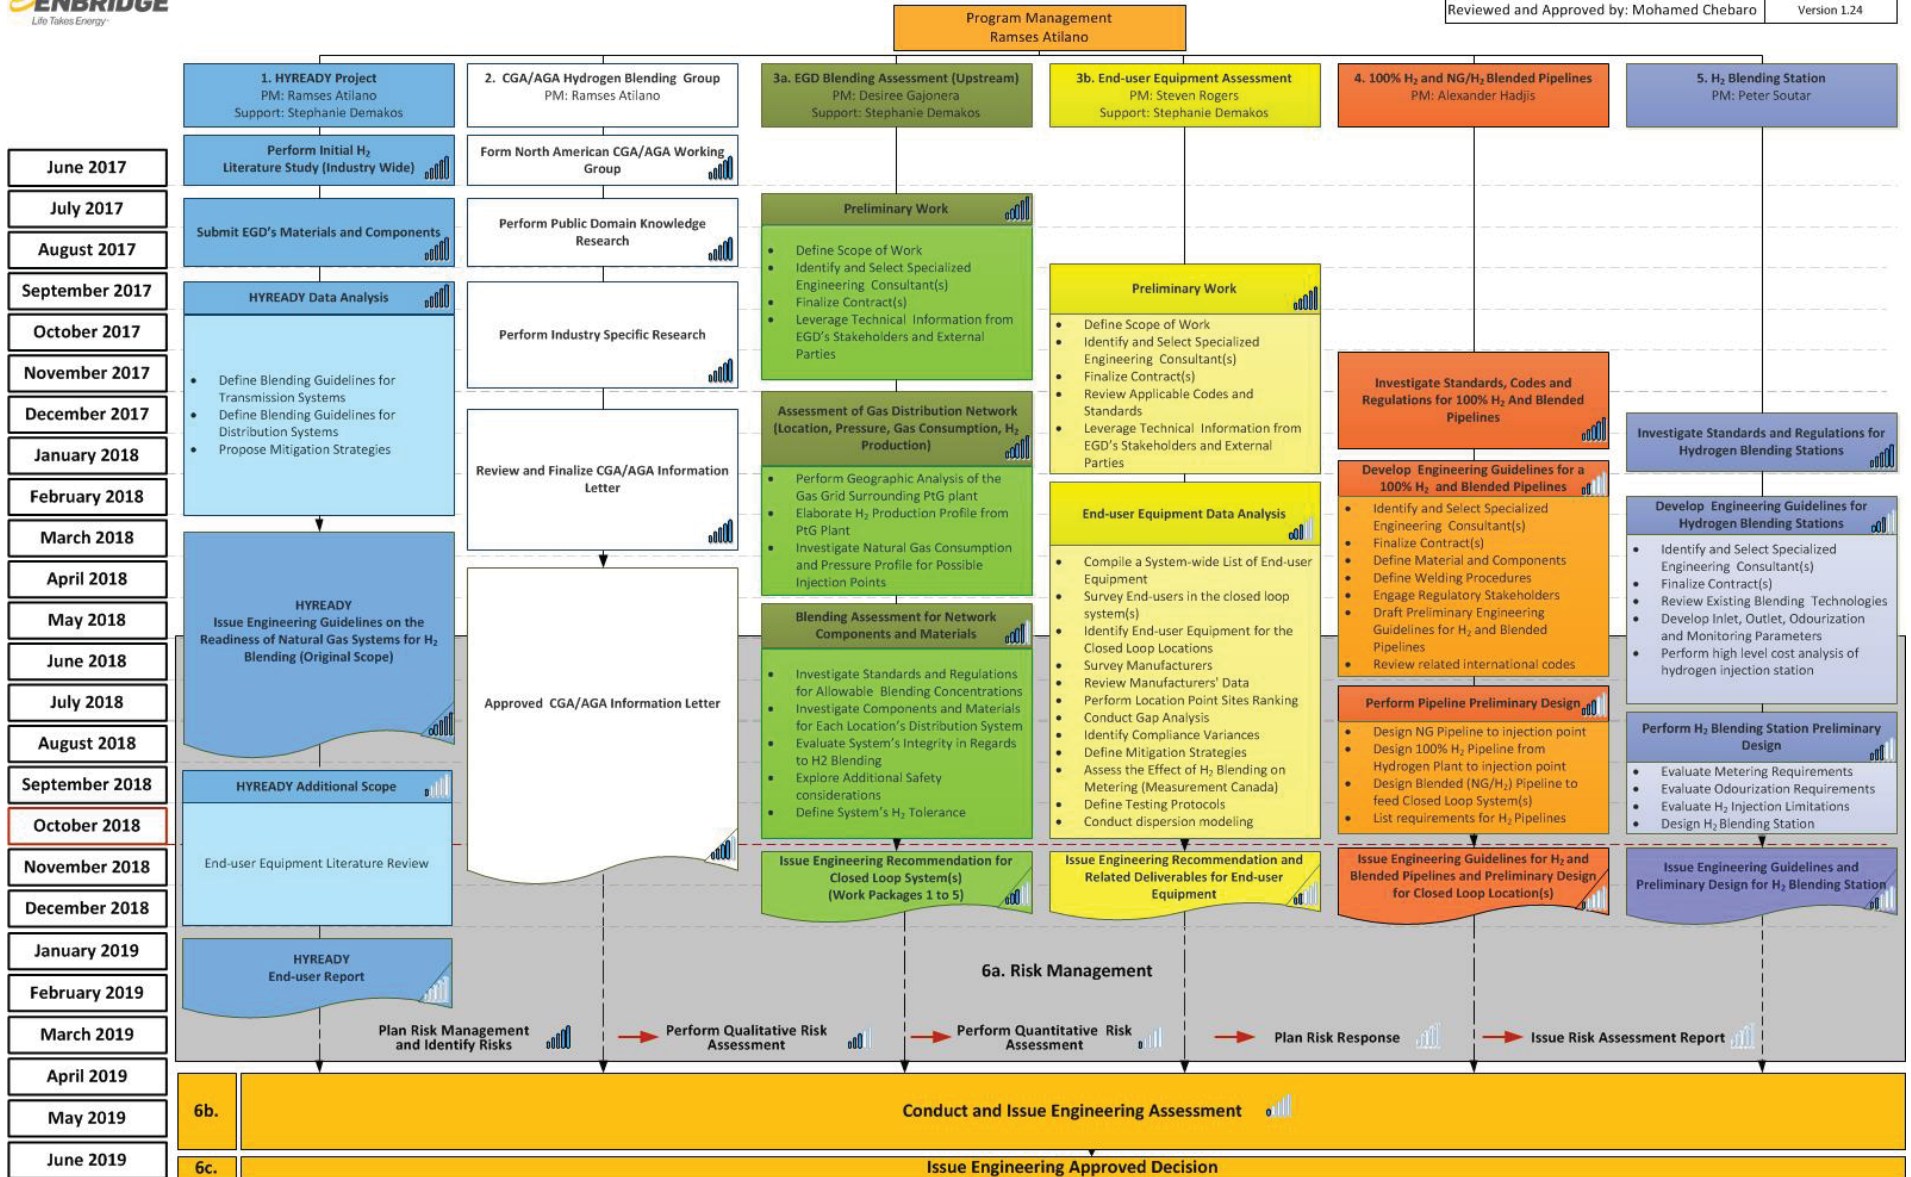 ENBRIDGE
Life Takes Energy
Reviewed and Approved by: Mohamed Chebaro
Version 1.24
Program Management
Ramses Atilano
1. HYREADY Project
PM: Ramses Atilano
Support: Stephanie Demakos
2. CGA/AGA Hydrogen Blending Group
PM: Ramses Atilano
3a. EGD Blending Assessment (Upstream)
PM: Desiree Gajonera
Support: Stephanie Demakos
3b. End-user Equipment Assessment
PM: Steven Rogers
Support: Stephanie Demakos
4. 100% H₂ and NG/H₂ Blended Pipelines
PM: Alexander Hadjis
5. H₂ Blending Station
PM: Peter Soutar
June 2017
July 2017
August 2017
September 2017
October 2017
November 2017
December 2017
January 2018
February 2018
March 2018
April 2018
May 2018
June 2018
July 2018
August 2018
September 2018
October 2018
November 2018
December 2018
January 2019
February 2019
March 2019
April 2019
May 2019
June 2019
Perform Initial H₂
Literature Study (Industry Wide)
Submit EGD's Materials and Components
HYREADY Data Analysis
• Define Blending Guidelines for
Transmission Systems
• Define Blending Guidelines for
Distribution Systems
• Propose Mitigation Strategies
HYREADY
Issue Engineering Guidelines on the
Readiness of Natural Gas Systems for H₂
Blending (Original Scope)
HYREADY Additional Scope
End-user Equipment Literature Review
HYREADY
End-user Report
Form North American CGA/AGA Working
Group
Perform Public Domain Knowledge
Research
Perform Industry Specific Research
Review and Finalize CGA/AGA Information
Letter
Approved CGA/AGA Information Letter
Preliminary Work
• Define Scope of Work
• Identify and Select Specialized
Engineering Consultant(s)
• Finalize Contract(s)
• Leverage Technical Information from
EGD's Stakeholders and External
Parties
Assessment of Gas Distribution Network
(Location, Pressure, Gas Consumption, H₂
Production)
• Perform Geographic Analysis of the
Gas Grid Surrounding PtG plant
• Elaborate H₂ Production Profile from
PtG Plant
• Investigate Natural Gas Consumption
and Pressure Profile for Possible
Injection Points
Blending Assessment for Network
Components and Materials
• Investigate Standards and Regulations
for Allowable Blending Concentrations
• Investigate Components and Materials
for Each Location's Distribution System
• Evaluate System's Integrity in Regards
to H2 Blending
• Explore Additional Safety
considerations
• Define System's H₂ Tolerance
Issue Engineering Recommendation for
Closed Loop System(s)
(Work Packages 1 to 5)
Preliminary Work
• Define Scope of Work
• Identify and Select Specialized
Engineering Consultant(s)
• Finalize Contract(s)
• Review Applicable Codes and
Standards
• Leverage Technical Information from
EGD's Stakeholders and External
Parties
End-user Equipment Data Analysis
• Compile a System-wide List of End-user
Equipment
• Survey End-users in the closed loop
system(s)
• Identify End-user Equipment for the
Closed Loop Locations
• Survey Manufacturers
• Review Manufacturers' Data
• Perform Location Point Sites Ranking
• Conduct Gap Analysis
• Identify Compliance Variances
• Define Mitigation Strategies
• Assess the Effect of H₂ Blending on
Metering (Measurement Canada)
• Define Testing Protocols
• Conduct dispersion modeling
Issue Engineering Recommendation and
Related Deliverables for End-user
Equipment
Investigate Standards, Codes and
Regulations for 100% H₂ And Blended
Pipelines
Develop Engineering Guidelines for a
100% H₂ and Blended Pipelines
• Identify and Select Specialized
Engineering Consultant(s)
• Finalize Contract(s)
• Define Material and Components
• Define Welding Procedures
• Engage Regulatory Stakeholders
• Draft Preliminary Engineering
Guidelines for H₂ and Blended
Pipelines
• Review related international codes
Perform Pipeline Preliminary Design
• Design NG Pipeline to injection point
• Design 100% H₂ Pipeline from
Hydrogen Plant to injection point
• Design Blended (NG/H₂) Pipeline to
feed Closed Loop System(s)
• List requirements for H₂ Pipelines
Issue Engineering Guidelines for H₂ and
Blended Pipelines and Preliminary Design
for Closed Loop Location(s)
Investigate Standards and Regulations for
Hydrogen Blending Stations
Develop Engineering Guidelines for
Hydrogen Blending Stations
• Identify and Select Specialized
Engineering Consultant(s)
• Finalize Contract(s)
• Review Existing Blending Technologies
• Develop Inlet, Outlet, Odourization
and Monitoring Parameters
• Perform high level cost analysis of
hydrogen injection station
Perform H₂ Blending Station Preliminary
Design
• Evaluate Metering Requirements
• Evaluate Odourization Requirements
• Evaluate H₂ Injection Limitations
• Design H₂ Blending Station
Issue Engineering Guidelines and
Preliminary Design for H₂ Blending Station
6a. Risk Management
Plan Risk Management
and Identify Risks
Perform Qualitative Risk
Assessment
Perform Quantitative Risk
Assessment
Plan Risk Response
Issue Risk Assessment Report
6b.
Conduct and Issue Engineering Assessment
6c.
Issue Engineering Approved Decision